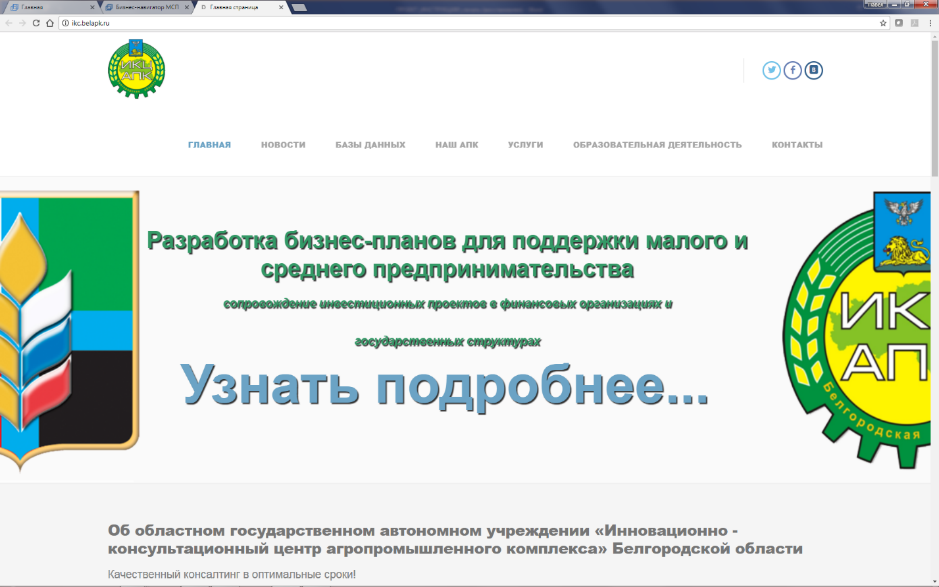 Главная
Бизнес-навигатор МСП
Главная страница
Павел
ikc.belapk.ru
ИКЦ
АПК
ГЛАВНАЯ НОВОСТИ БАЗЫ ДАННЫХ НАШ АПК УСЛУГИ ОБРАЗОВАТЕЛЬНАЯ ДЕЯТЕЛЬНОСТЬ КОНТАКТЫ
Разработка бизнес-планов для поддержки малого и
среднего предпринимательства
сопровождение инвестиционных проектов в финансовых организациях и
государственных структурах
Узнать подробнее...
ИК
АП
Белгородская
Об областном государственном автономном учреждении «Инновационно -
консультационный центр агропромышленного комплекса» Белгородской области
Качественный консалтинг в оптимальные сроки!